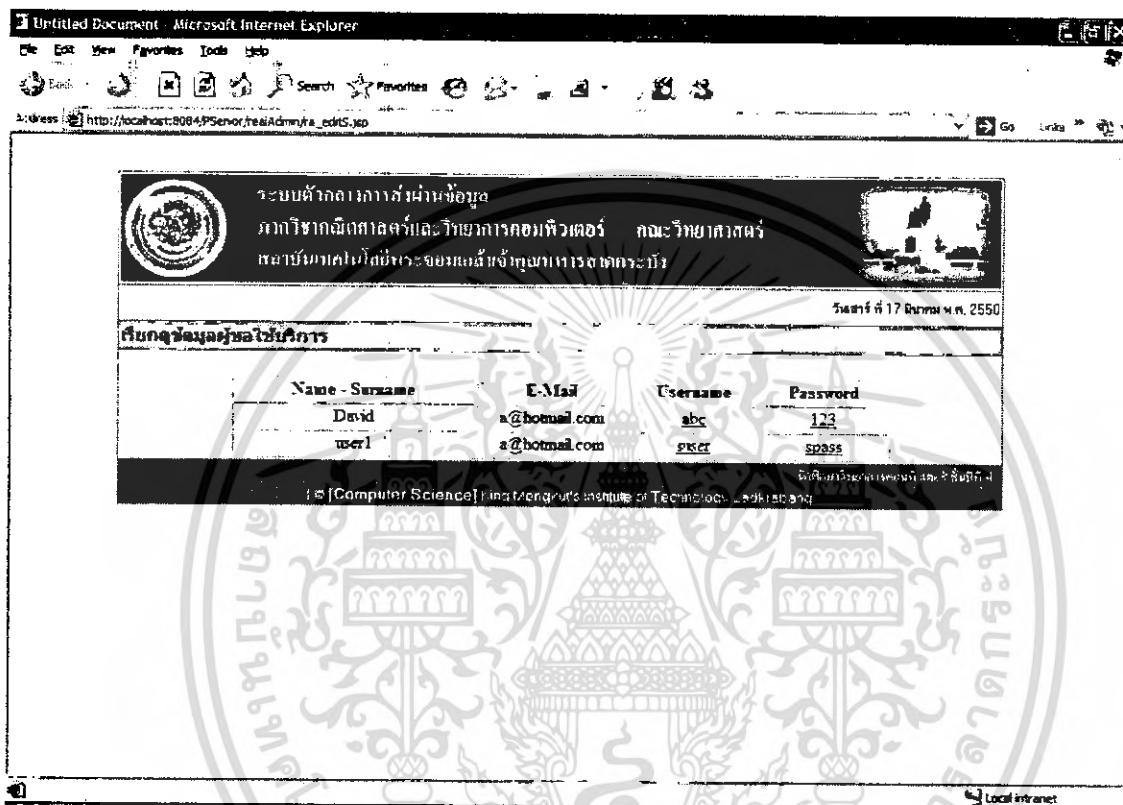 Untitled Document - Microsoft Internet Explorer
File Edit View Favorites Tools Help
Back Search Favorites
Address http://localhost:8084/PSenior/realAdmin/ra_editS.jsp Go Links
ระบบตัวกลางการส่งผ่านข้อมูล
ภาควิชาคณิตศาสตร์และวิทยาการคอมพิวเตอร์ คณะวิทยาศาสตร์
สถาบันเทคโนโลยีพระจอมเกล้าเจ้าคุณทหารลาดกระบัง
วันเสาร์ ที่ 17 มีนาคม พ.ศ. 2550
เรียกดูข้อมูลผู้ขอใช้บริการ
Name - Surname E-Mail Username Password
David a@hotmail.com abc 123
user1 a@hotmail.com suser spass
| © [Computer Science] King Mongkut's Institute of Technology Ladkrabang
Local intranet